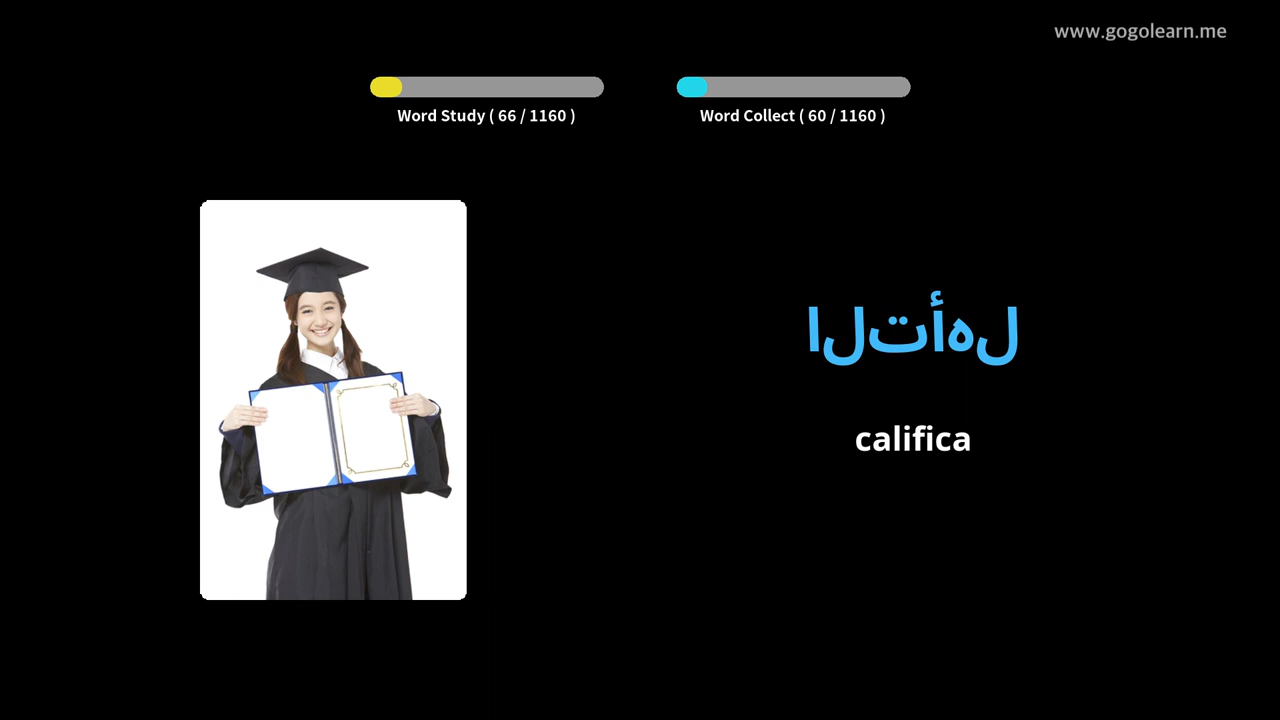 www.gogolearn.me
Word Study ( 66 / 1160 )
Word Collect ( 60 / 1160 )
التأهل
califica